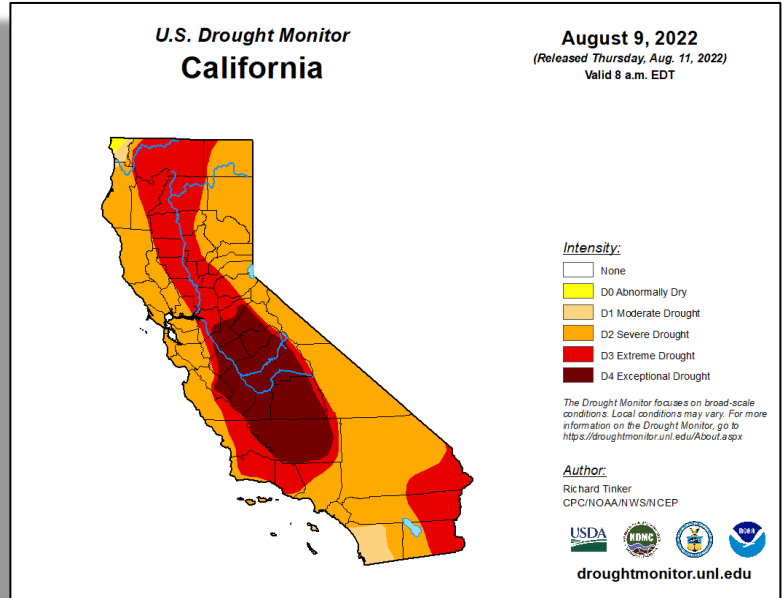 U.S. Drought Monitor
California
August 9, 2022
(Released Thursday, Aug. 11, 2022)
Valid 8 a.m. EDT
Intensity:
None
D0 Abnormally Dry
D1 Moderate Drought
D2 Severe Drought
D3 Extreme Drought
D4 Exceptional Drought
The Drought Monitor focuses on broad-scale
conditions. Local conditions may vary. For more
information on the Drought Monitor, go to
https://droughtmonitor.unl.edu/About.aspx
Author:
Richard Tinker
CPC/NOAA/NWS/NCEP
USDA
NDMC
NOAA
droughtmonitor.unl.edu